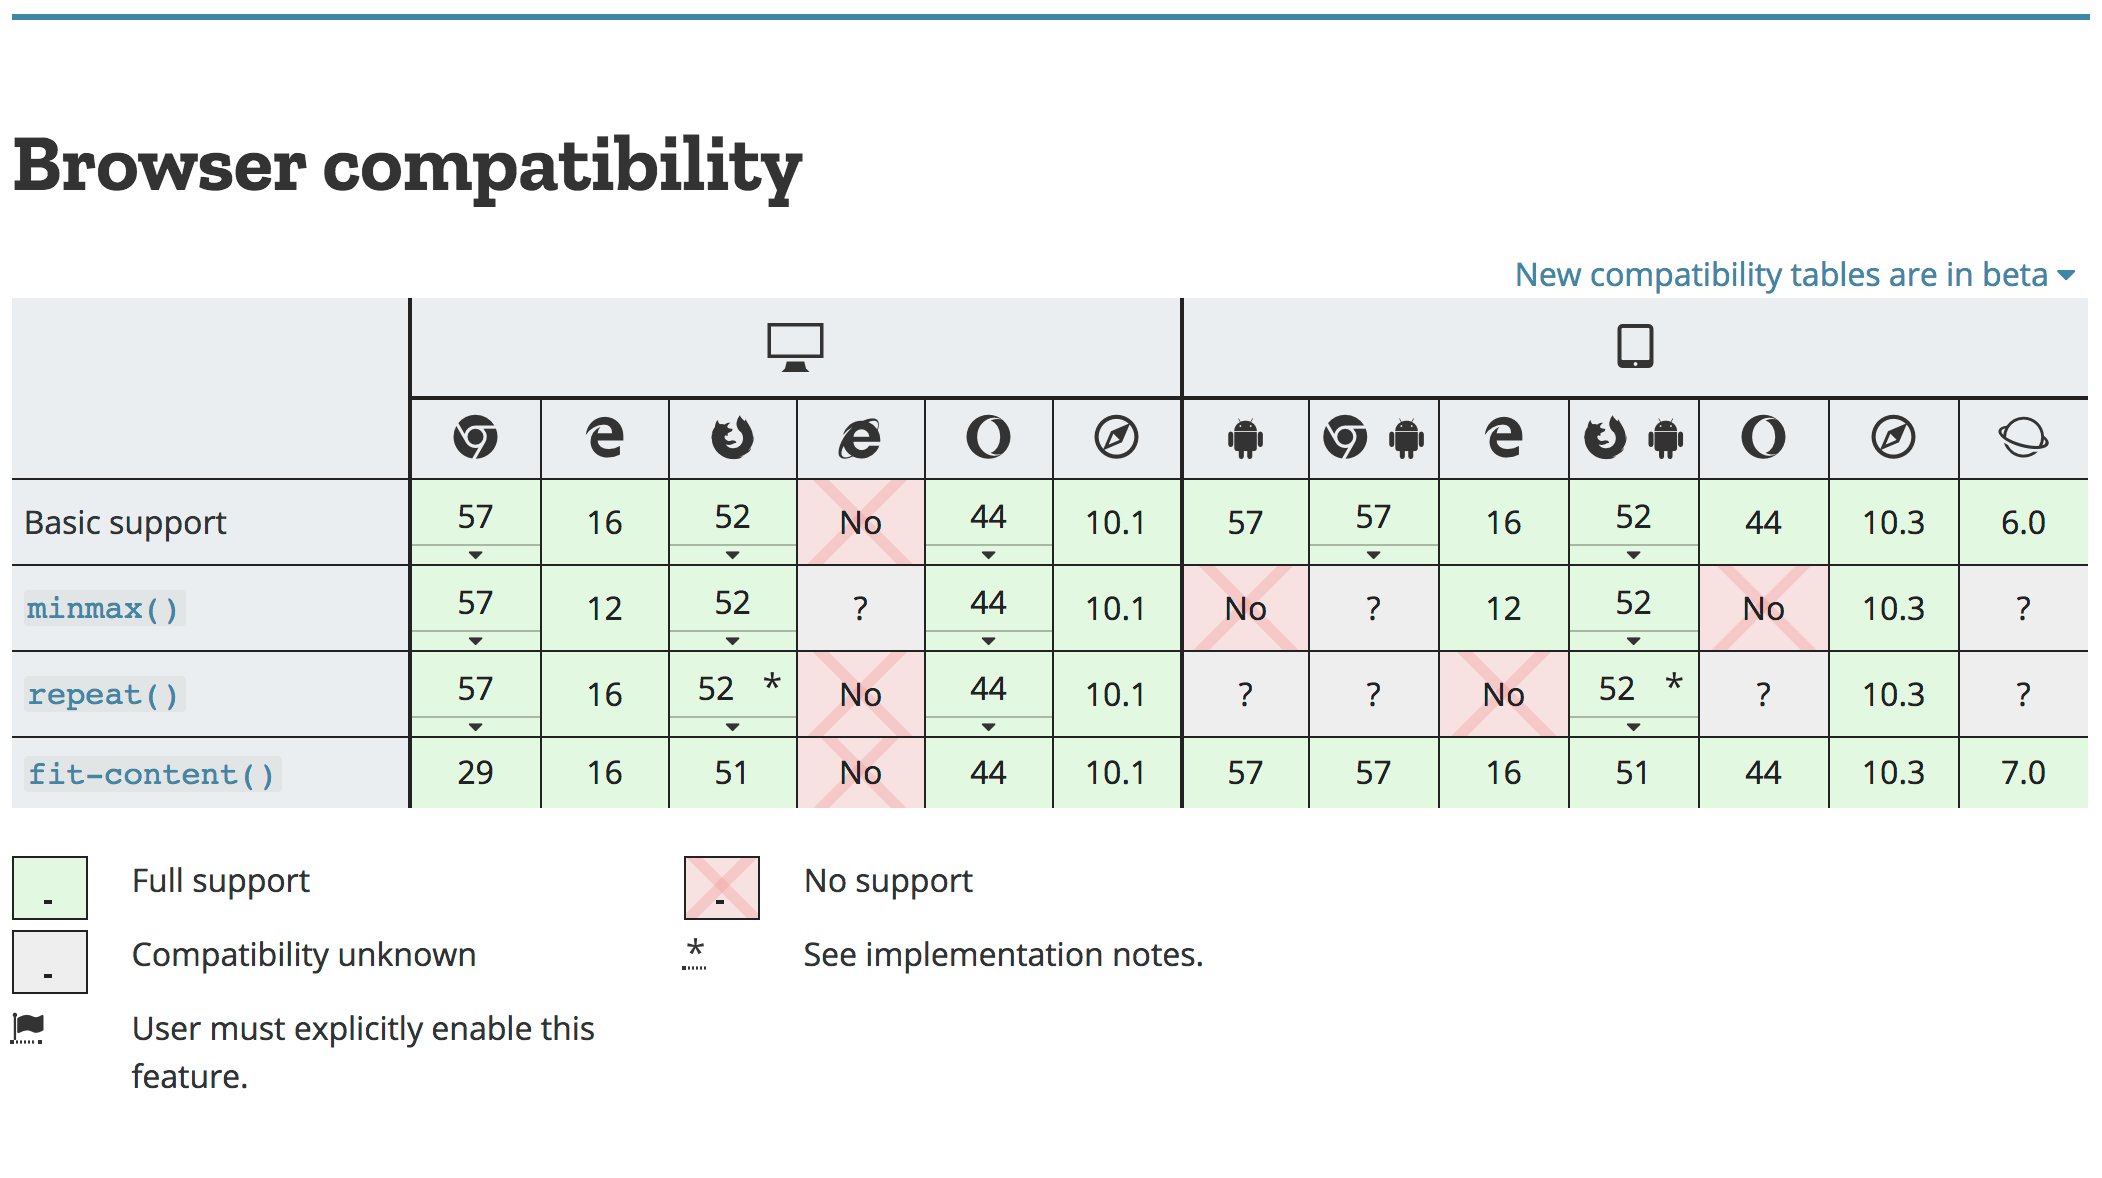 Browser compatibility
New compatibility tables are in beta
Basic support 57 16 52 No 44 10.1 57 57 16 52 44 10.3 6.0
minmax() 57 12 52 ? 44 10.1 No ? 12 52 No 10.3 ?
repeat() 57 16 52 * No 44 10.1 ? ? No 52 * ? 10.3 ?
fit-content() 29 16 51 No 44 10.1 57 57 16 51 44 10.3 7.0
- Full support - No support
- Compatibility unknown * See implementation notes.
User must explicitly enable this
feature.